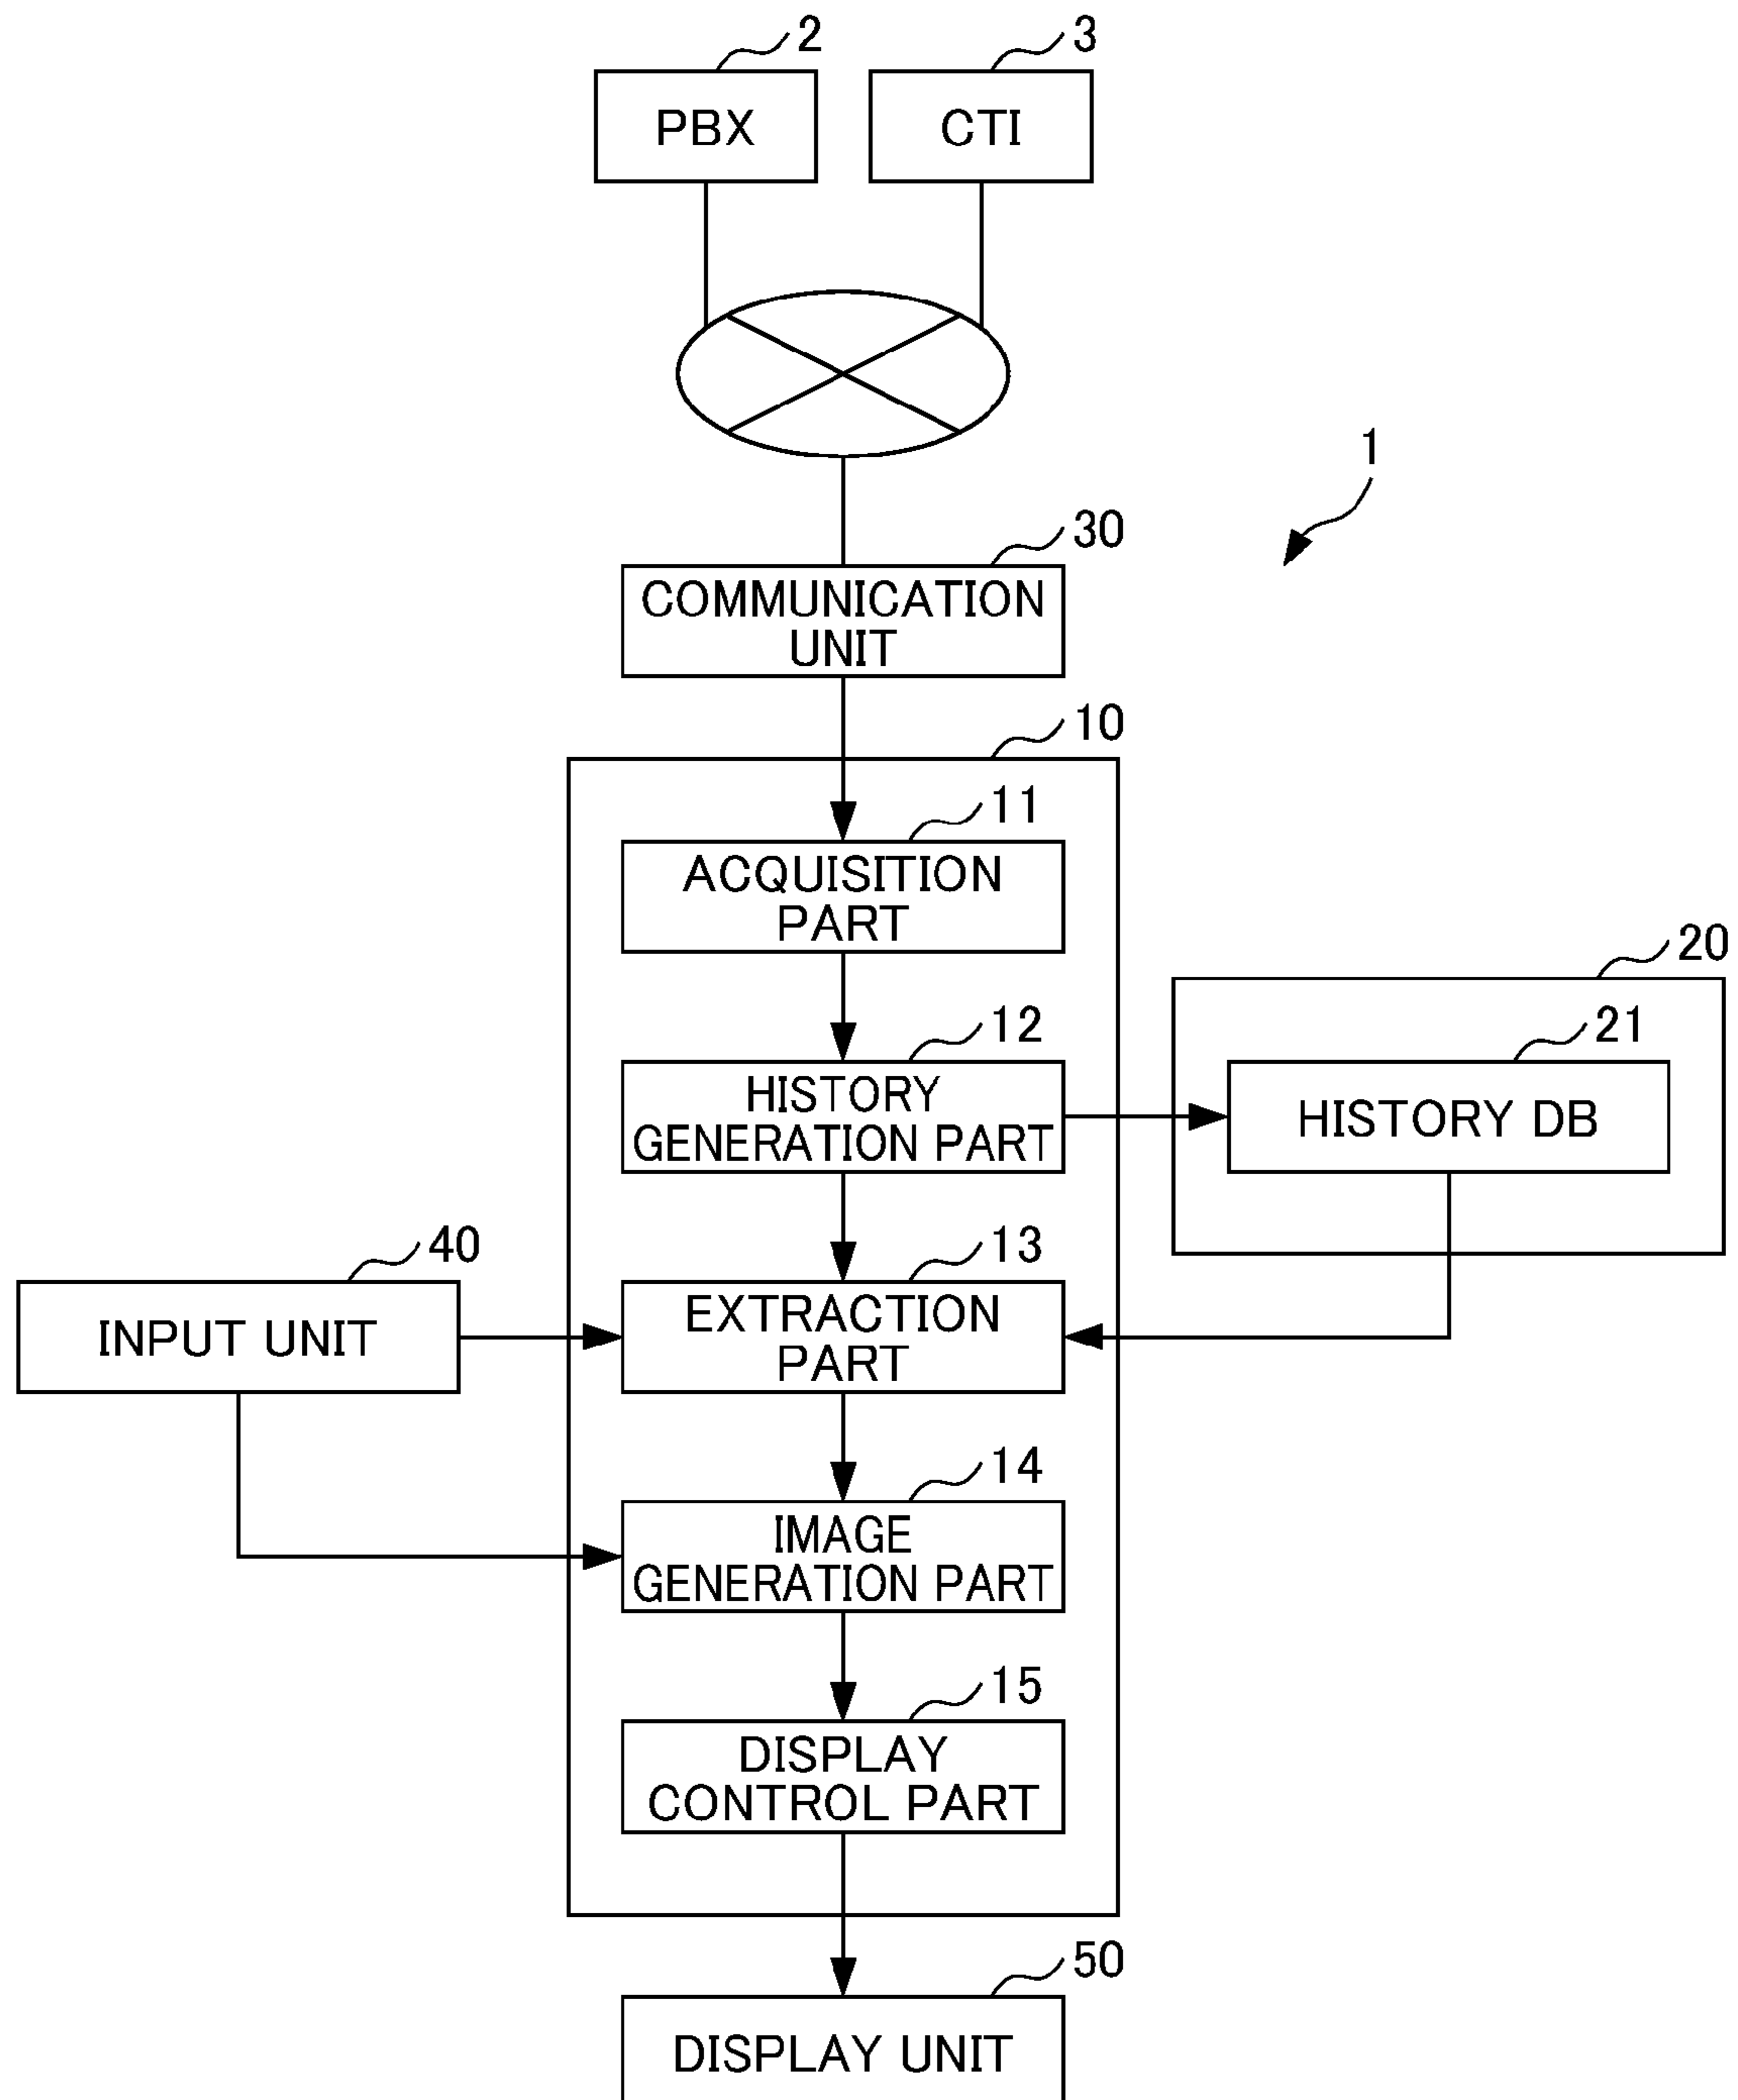 2
3
PBX
CTI
1
30
COMMUNICATION
UNIT
10
11
ACQUISITION
PART
20
12
21
HISTORY
GENERATION PART
HISTORY DB
40
13
INPUT UNIT
EXTRACTION
PART
14
IMAGE
GENERATION PART
15
DISPLAY
CONTROL PART
50
DISPLAY UNIT